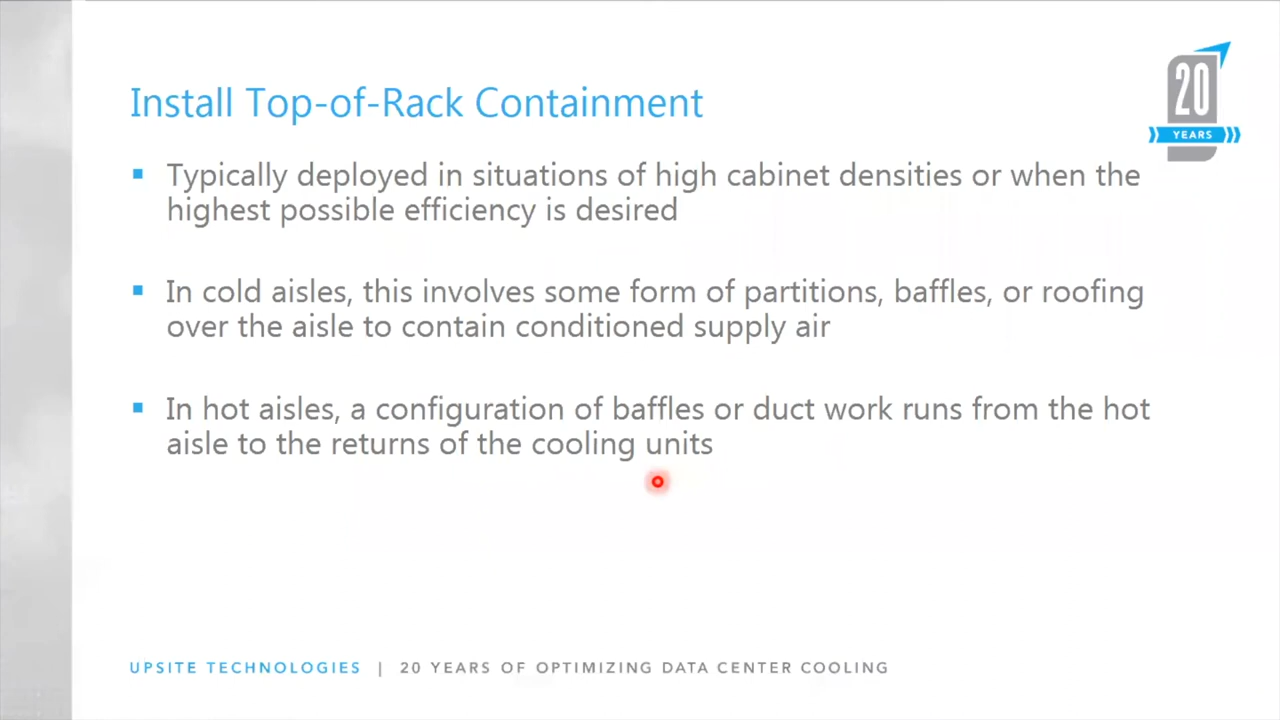 Install Top-of-Rack Containment
20
YEARS
Typically deployed in situations of high cabinet densities or when the
highest possible efficiency is desired
In cold aisles, this involves some form of partitions, baffles, or roofing
over the aisle to contain conditioned supply air
In hot aisles, a configuration of baffles or duct work runs from the hot
aisle to the returns of the cooling units
UPSITE TECHNOLOGIES | 20 YEARS OF OPTIMIZING DATA CENTER COOLING